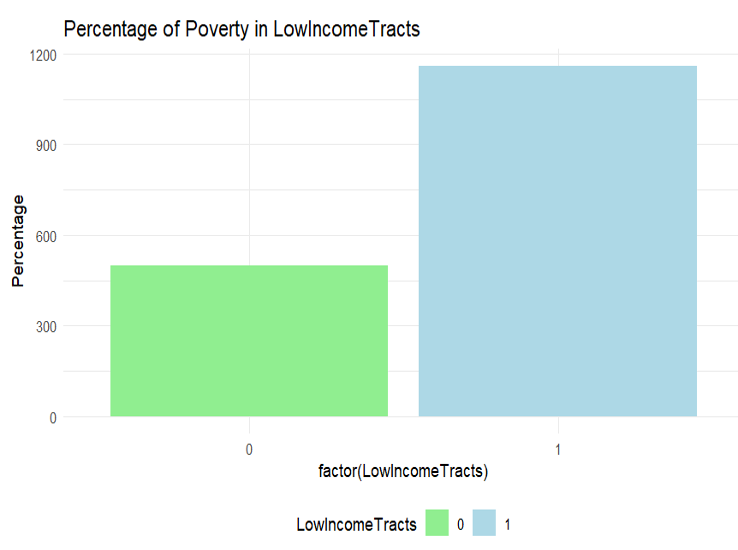 Percentage of Poverty in LowIncomeTracts
1200
900
600
300
0
Percentage
0 1
factor(LowIncomeTracts)
LowIncomeTracts 0 1